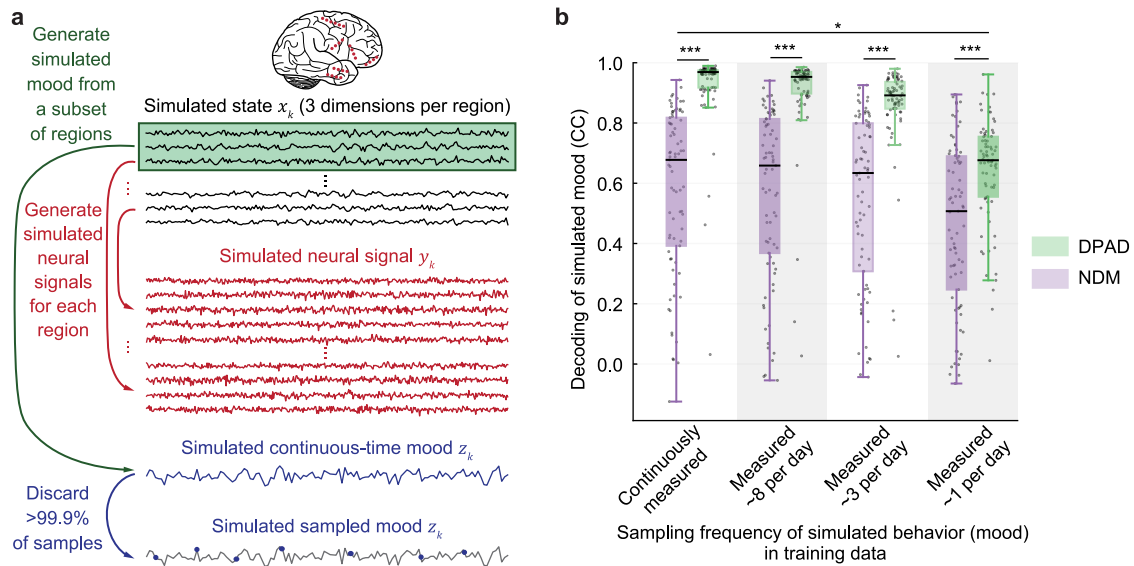 a
Generate
simulated
mood from
a subset
of regions
Simulated state x_k (3 dimensions per region)
Generate
simulated
neural
signals
for each
region
Simulated neural signal y_k
Simulated continuous-time mood z_k
Discard
>99.9%
of samples
Simulated sampled mood z_k
b
*
*** *** *** ***
Decoding of simulated mood (CC)
1.0
0.8
0.6
0.4
0.2
0.0
Continuously
measured
Measured
~8 per day
Measured
~3 per day
Measured
~1 per day
Sampling frequency of simulated behavior (mood)
in training data
DPAD
NDM